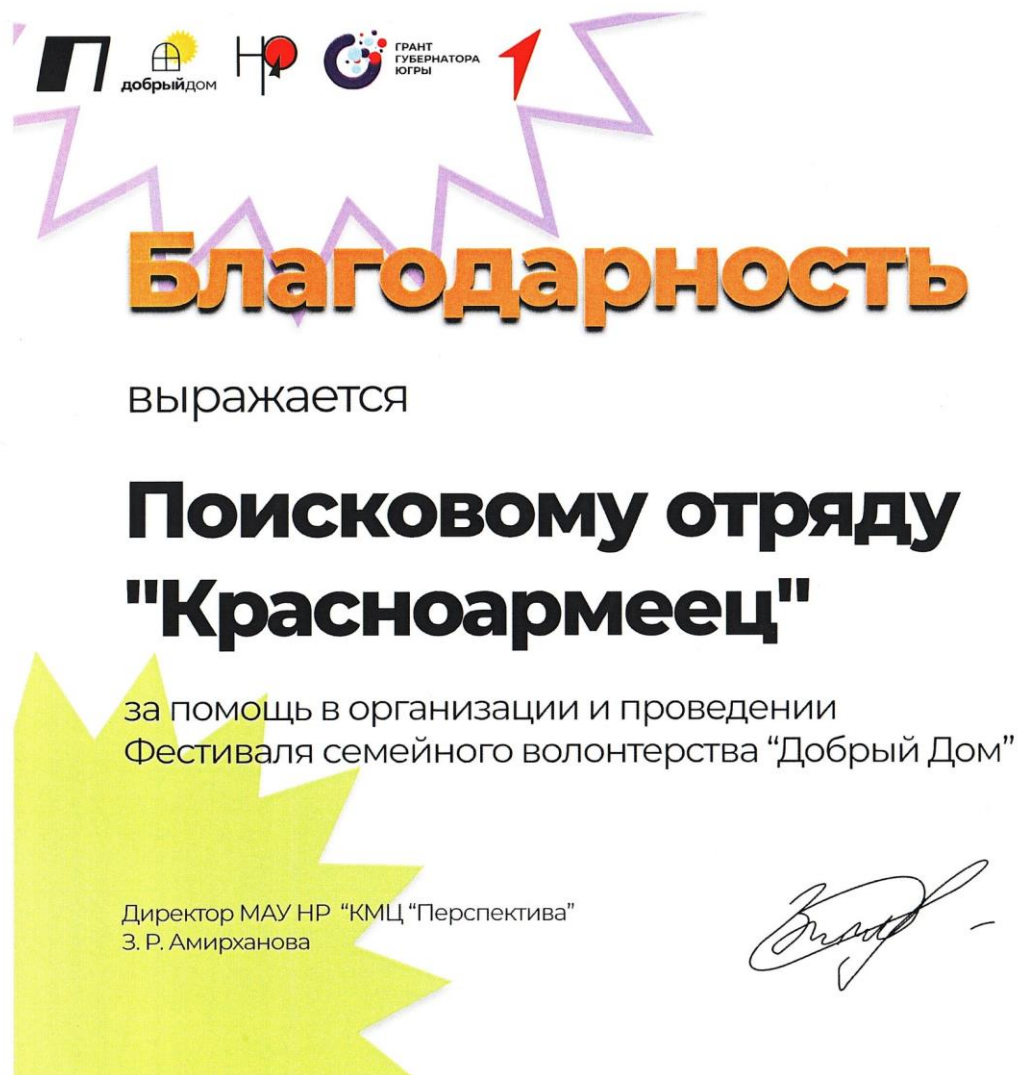 П
добрыйдом
НР
ГРАНТ
ГУБЕРНАТОРА
ЮГРЫ
Благодарность
выражается
Поисковому отряду
"Красноармеец"
за помощь в организации и проведении
Фестиваля семейного волонтерства “Добрый Дом”
Директор МАУ НР “КМЦ “Перспектива”
З. Р. Амирханова